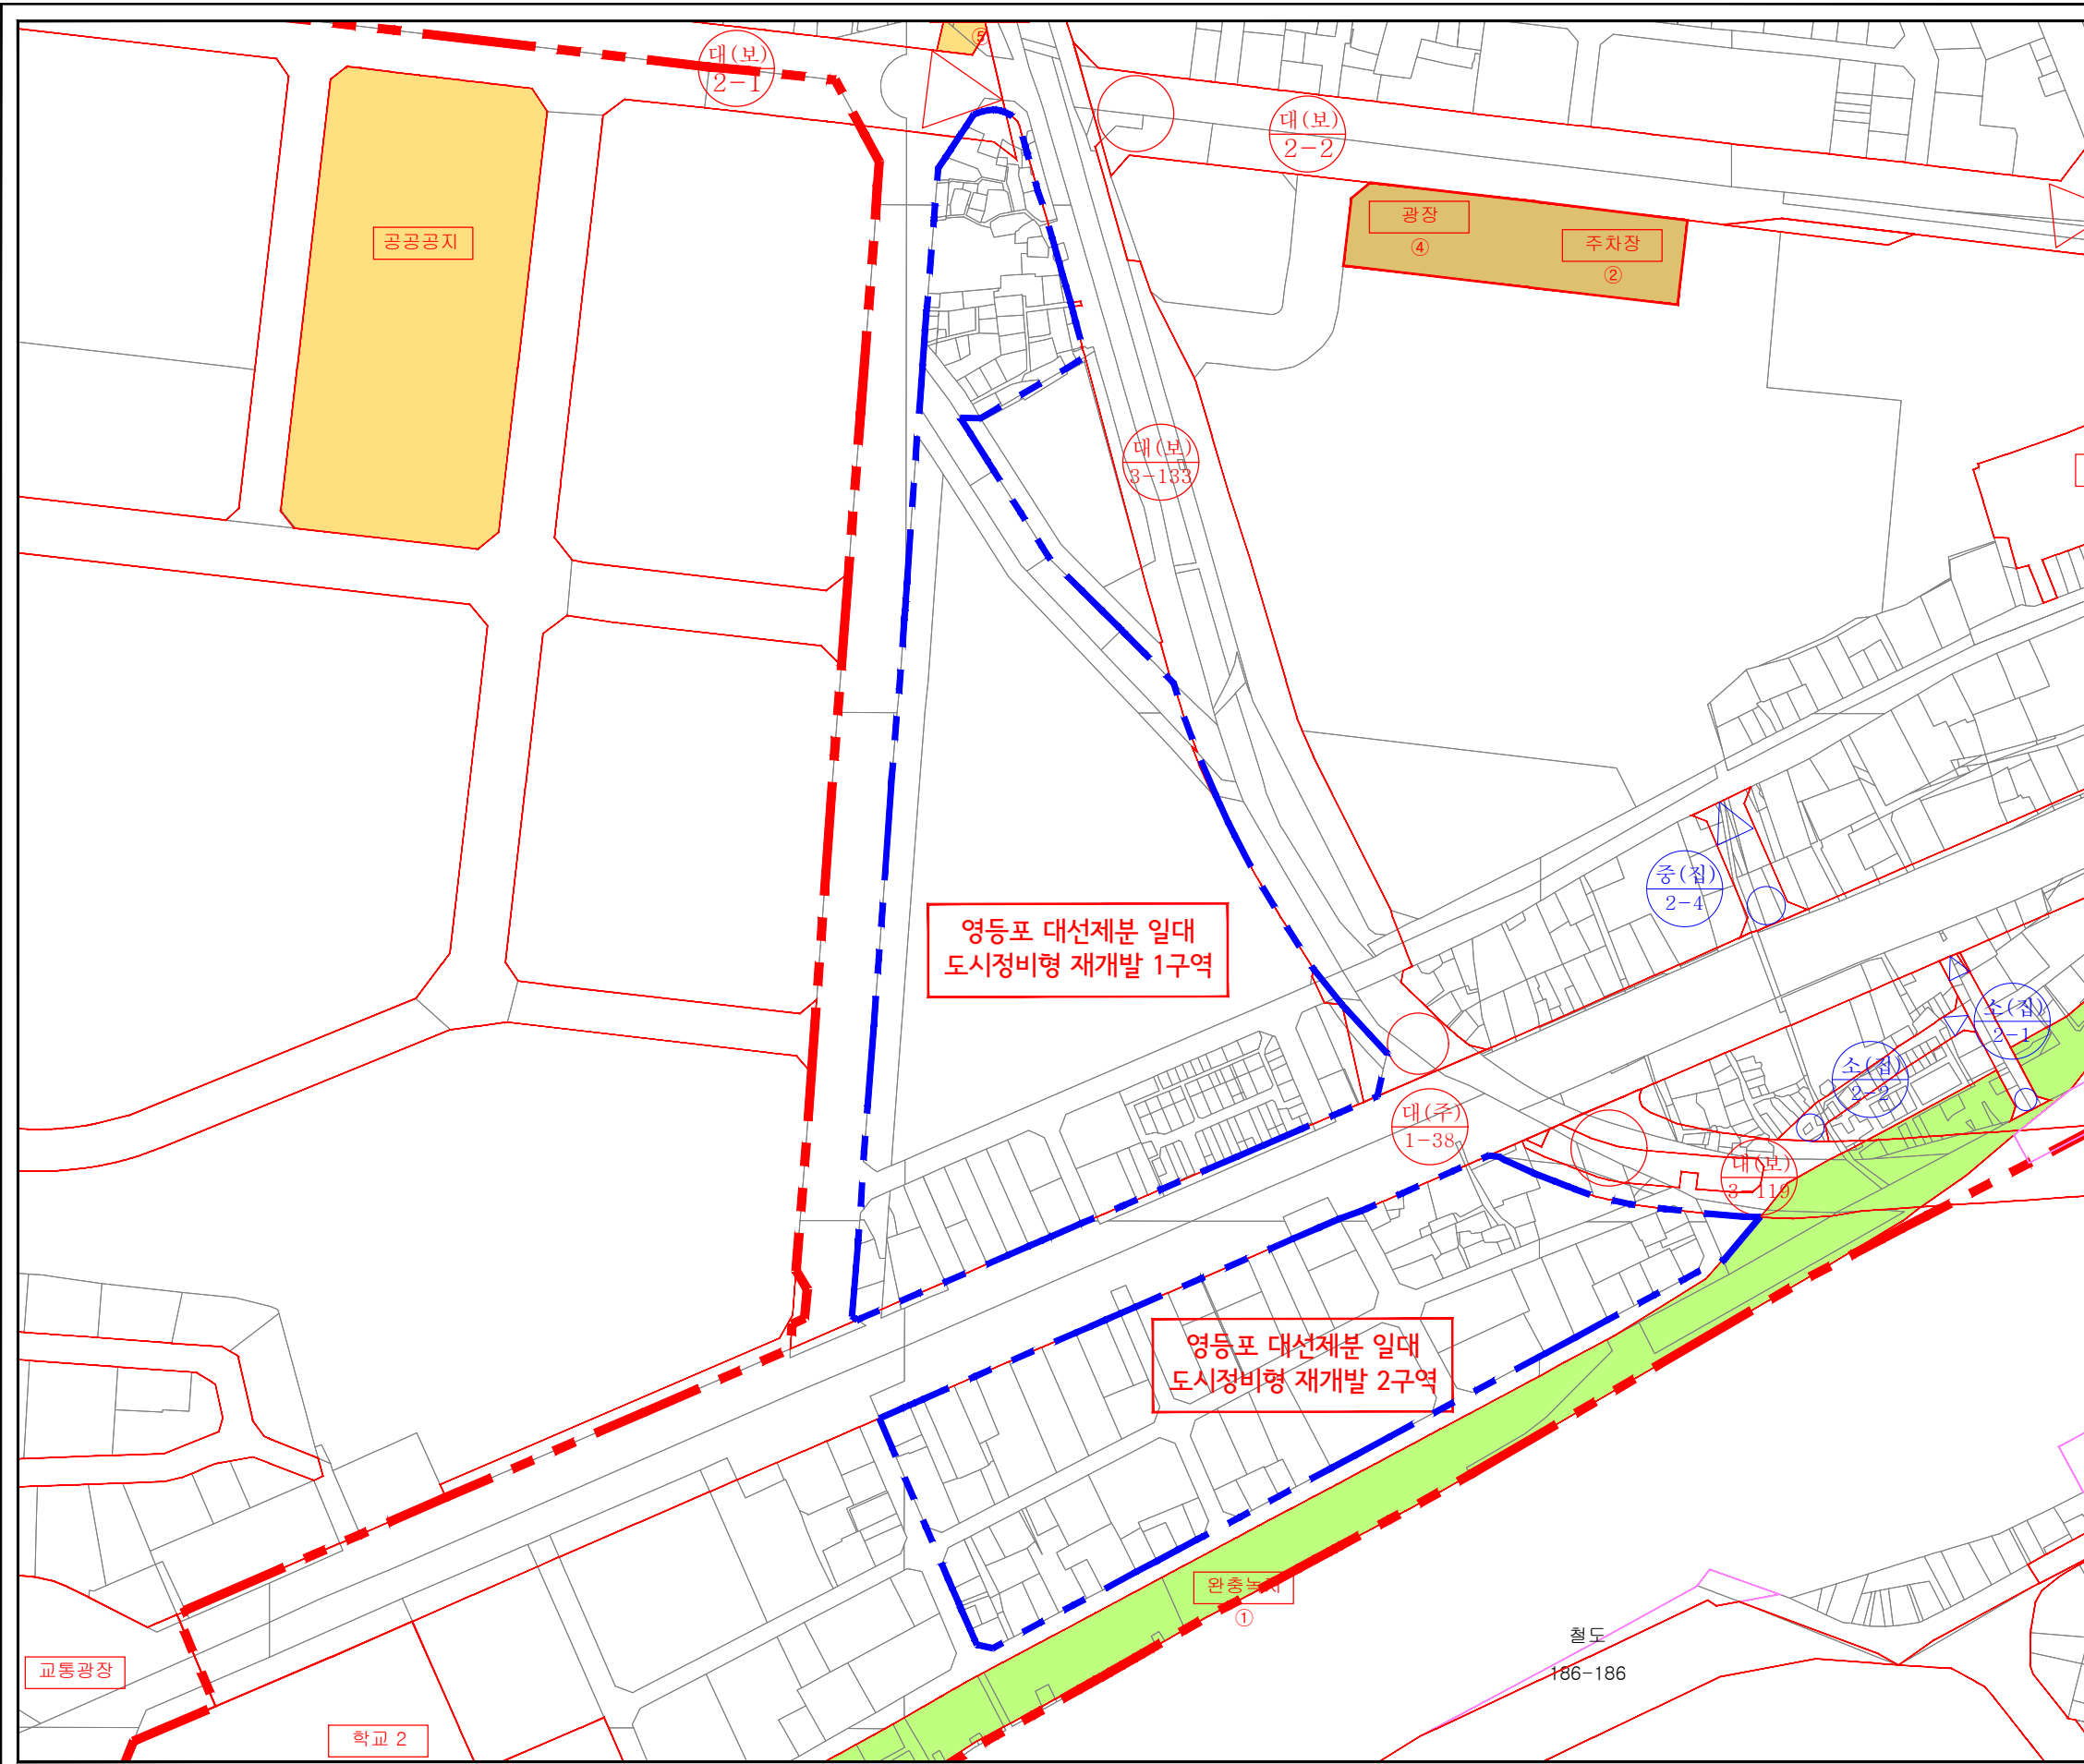 ⑤
대(보)
2-1
대(보)
2-2
공공공지
광장
④
주차장
②
대(보)
3-133
중(집)
2-4
영등포 대선제분 일대
도시정비형 재개발 1구역
소(집)
2-1
소(집)
2-2
대(주)
1-38
대(보)
3-119
영등포 대선제분 일대
도시정비형 재개발 2구역
완충녹지
①
철도
186-186
교통광장
학교 2